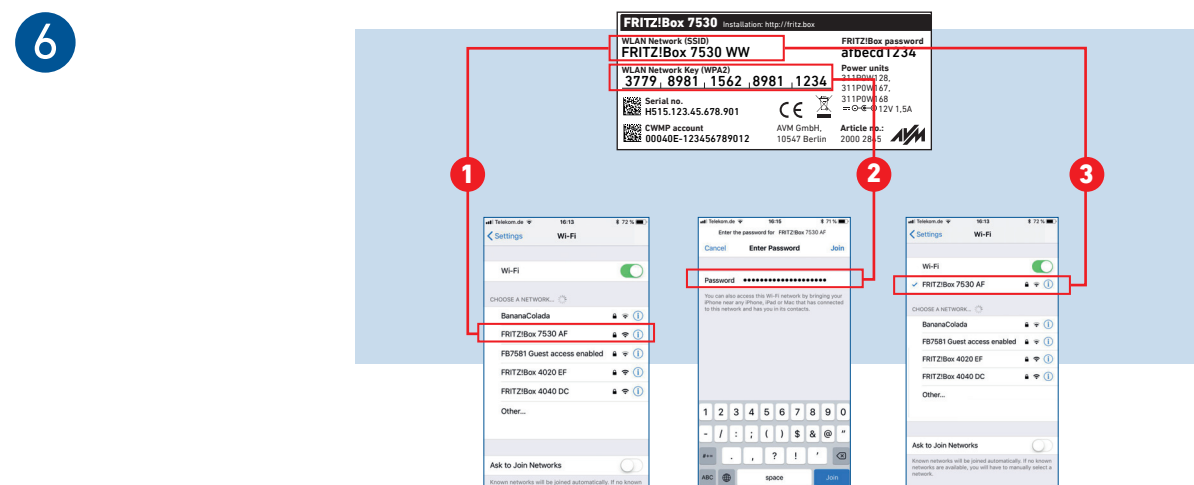 6
FRITZ!Box 7530 Installation: http://fritz.box
WLAN Network (SSID)
FRITZ!Box 7530 WW
FRITZ!Box password
afbecd1234
WLAN Network Key (WPA2)
3779 8981 1562 8981 1234
Power units
311P0W128,
311P0W167,
311P0W168
12V 1,5A
Serial no.
H515.123.45.678.901
CE
CWMP account
00040E-123456789012
AVM GmbH,
10547 Berlin
Article no.:
2000 2845
AVM
1
2
3
Telekom.de 16:13 72 %
Settings Wi-Fi
Wi-Fi
CHOOSE A NETWORK...
BananaColada
FRITZ!Box 7530 AF
FB7581 Guest access enabled
FRITZ!Box 4020 EF
FRITZ!Box 4040 DC
Other...
Ask to Join Networks
Known networks will be joined automatically. If no known
Telekom.de 16:15 71 %
Enter the password for FRITZ!Box 7530 AF
Cancel Enter Password Join
Password ••••••••••••••••••••
You can also access this Wi-Fi network by bringing your
iPhone near any iPhone, iPad or Mac that has connected
to this network and has you in its contacts.
1 2 3 4 5 6 7 8 9 0
- / : ; ( ) $ & @ "
#+= . , ? ! '
ABC space Join
Telekom.de 16:13 72 %
Settings Wi-Fi
Wi-Fi
✓ FRITZ!Box 7530 AF
CHOOSE A NETWORK...
BananaColada
FB7581 Guest access enabled
FRITZ!Box 4020 EF
FRITZ!Box 4040 DC
Other...
Ask to Join Networks
Known networks will be joined automatically. If no known
networks are available, you will have to manually select a
network.